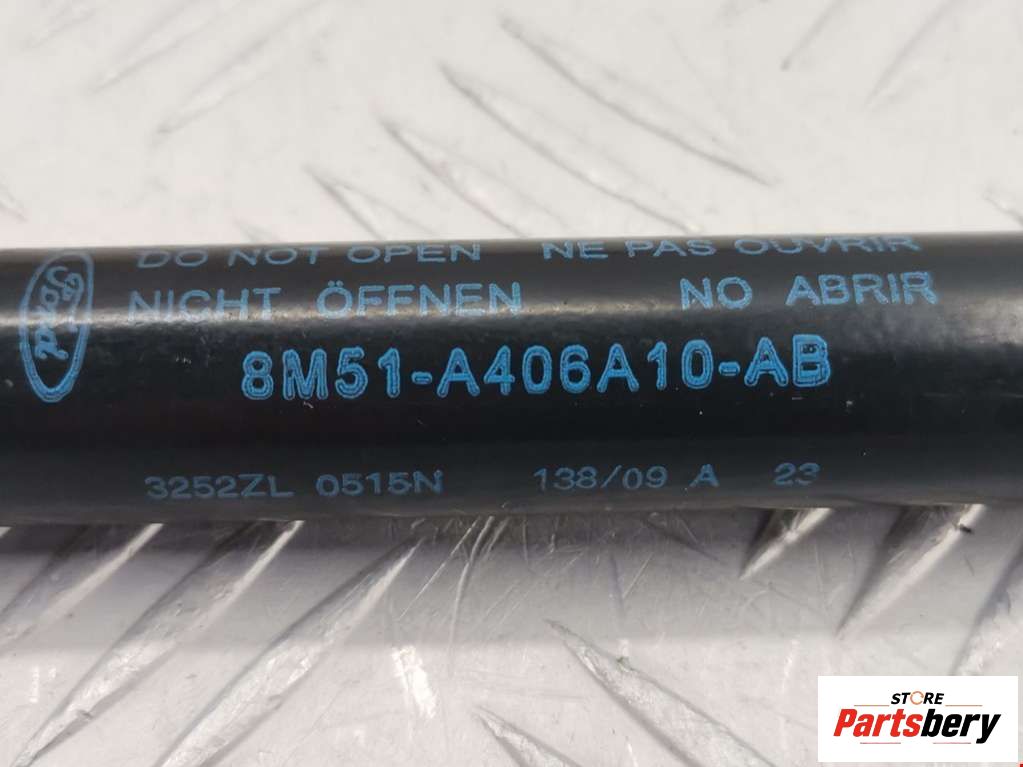 DO NOT OPEN NE PAS OUVRIR
Ford
NICHT ÖFFNEN NO ABRIR
8M51-A406A10-AB
3252ZL 0515N 138/09 A 23
STORE
Partsbery